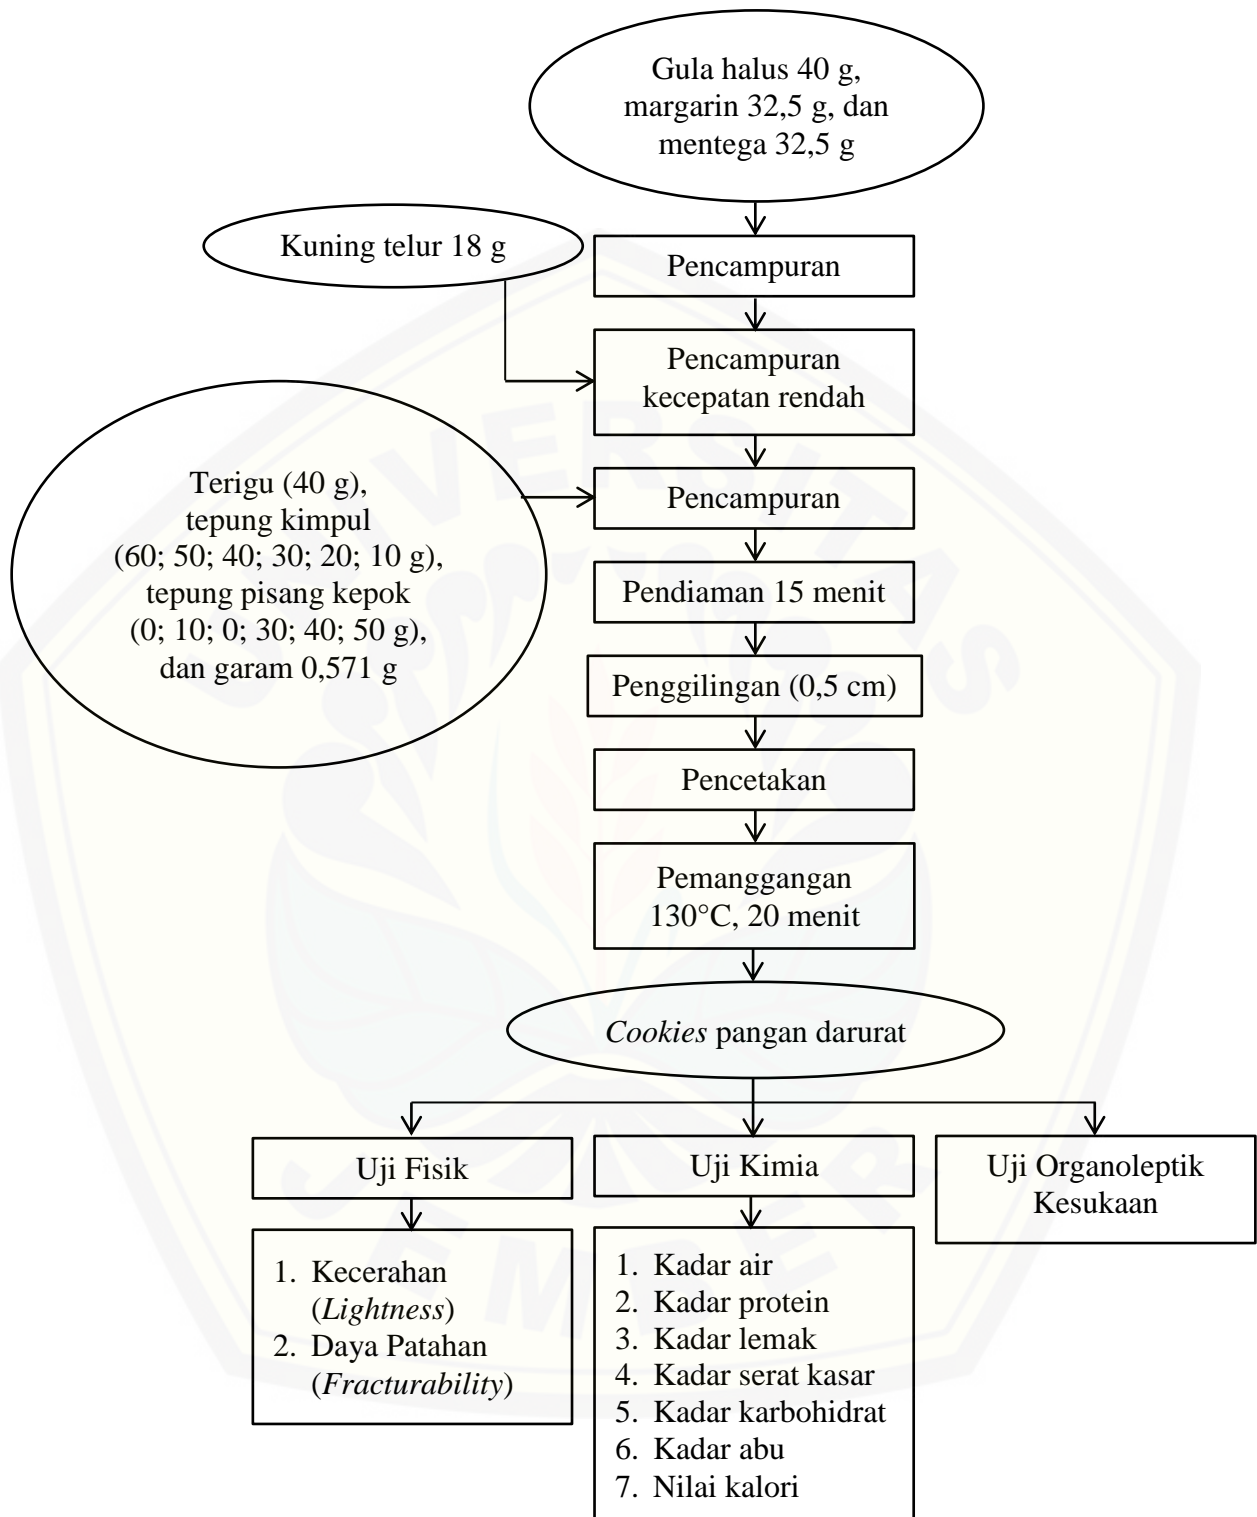 Gula halus 40 g,
margarin 32,5 g, dan
mentega 32,5 g
Kuning telur 18 g
Pencampuran
Pencampuran
kecepatan rendah
Terigu (40 g),
tepung kimpul
(60; 50; 40; 30; 20; 10 g),
tepung pisang kepok
(0; 10; 0; 30; 40; 50 g),
dan garam 0,571 g
Pencampuran
Pendiaman 15 menit
Penggilingan (0,5 cm)
Pencetakan
Pemanggangan
130°C, 20 menit
Cookies pangan darurat
Uji Fisik
1. Kecerahan
(Lightness)
2. Daya Patahan
(Fracturability)
Uji Kimia
1. Kadar air
2. Kadar protein
3. Kadar lemak
4. Kadar serat kasar
5. Kadar karbohidrat
6. Kadar abu
7. Nilai kalori
Uji Organoleptik
Kesukaan
UNIVERSITAS
JEMBER